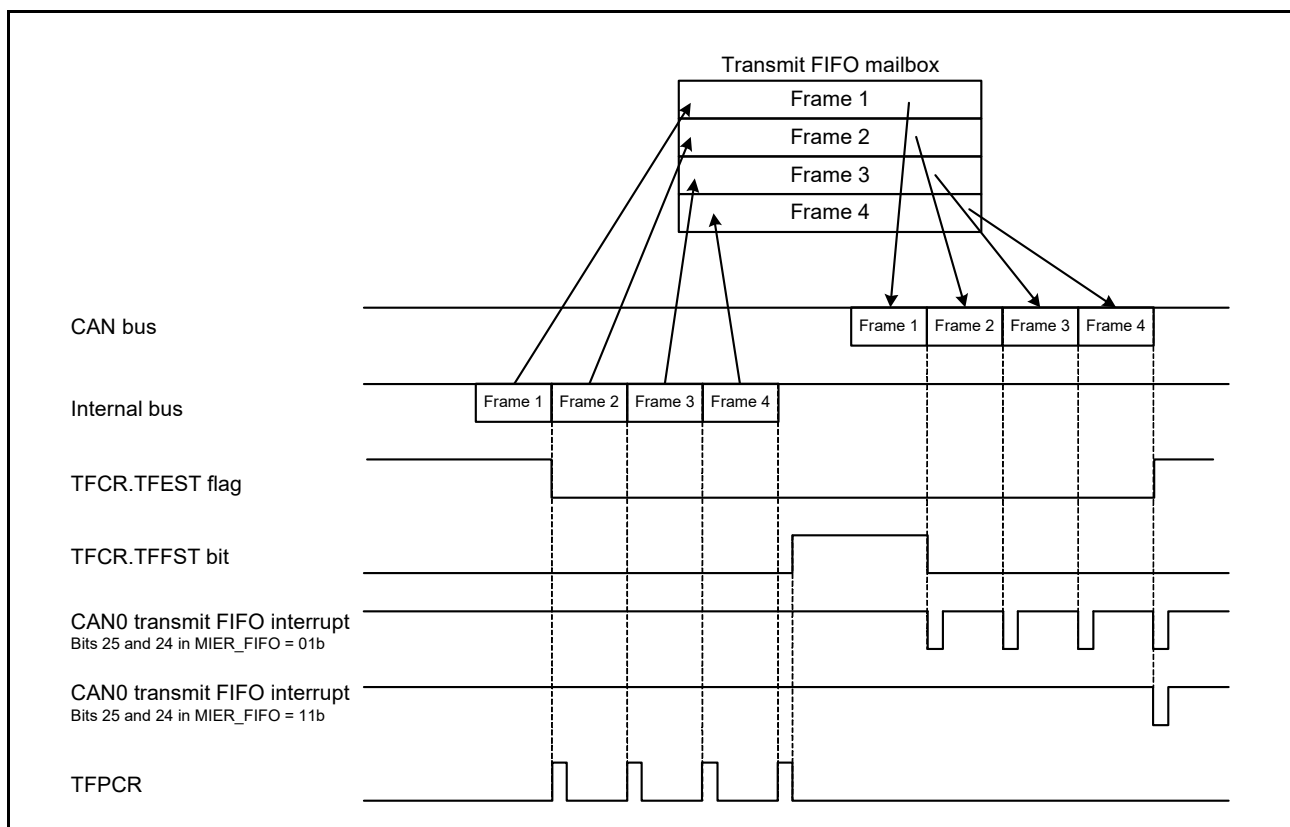 Transmit FIFO mailbox
Frame 1
Frame 2
Frame 3
Frame 4
CAN bus
Frame 1 Frame 2 Frame 3 Frame 4
Internal bus
Frame 1 Frame 2 Frame 3 Frame 4
TFCR.TFEST flag
TFCR.TFFST bit
CAN0 transmit FIFO interrupt
Bits 25 and 24 in MIER_FIFO = 01b
CAN0 transmit FIFO interrupt
Bits 25 and 24 in MIER_FIFO = 11b
TFPCR